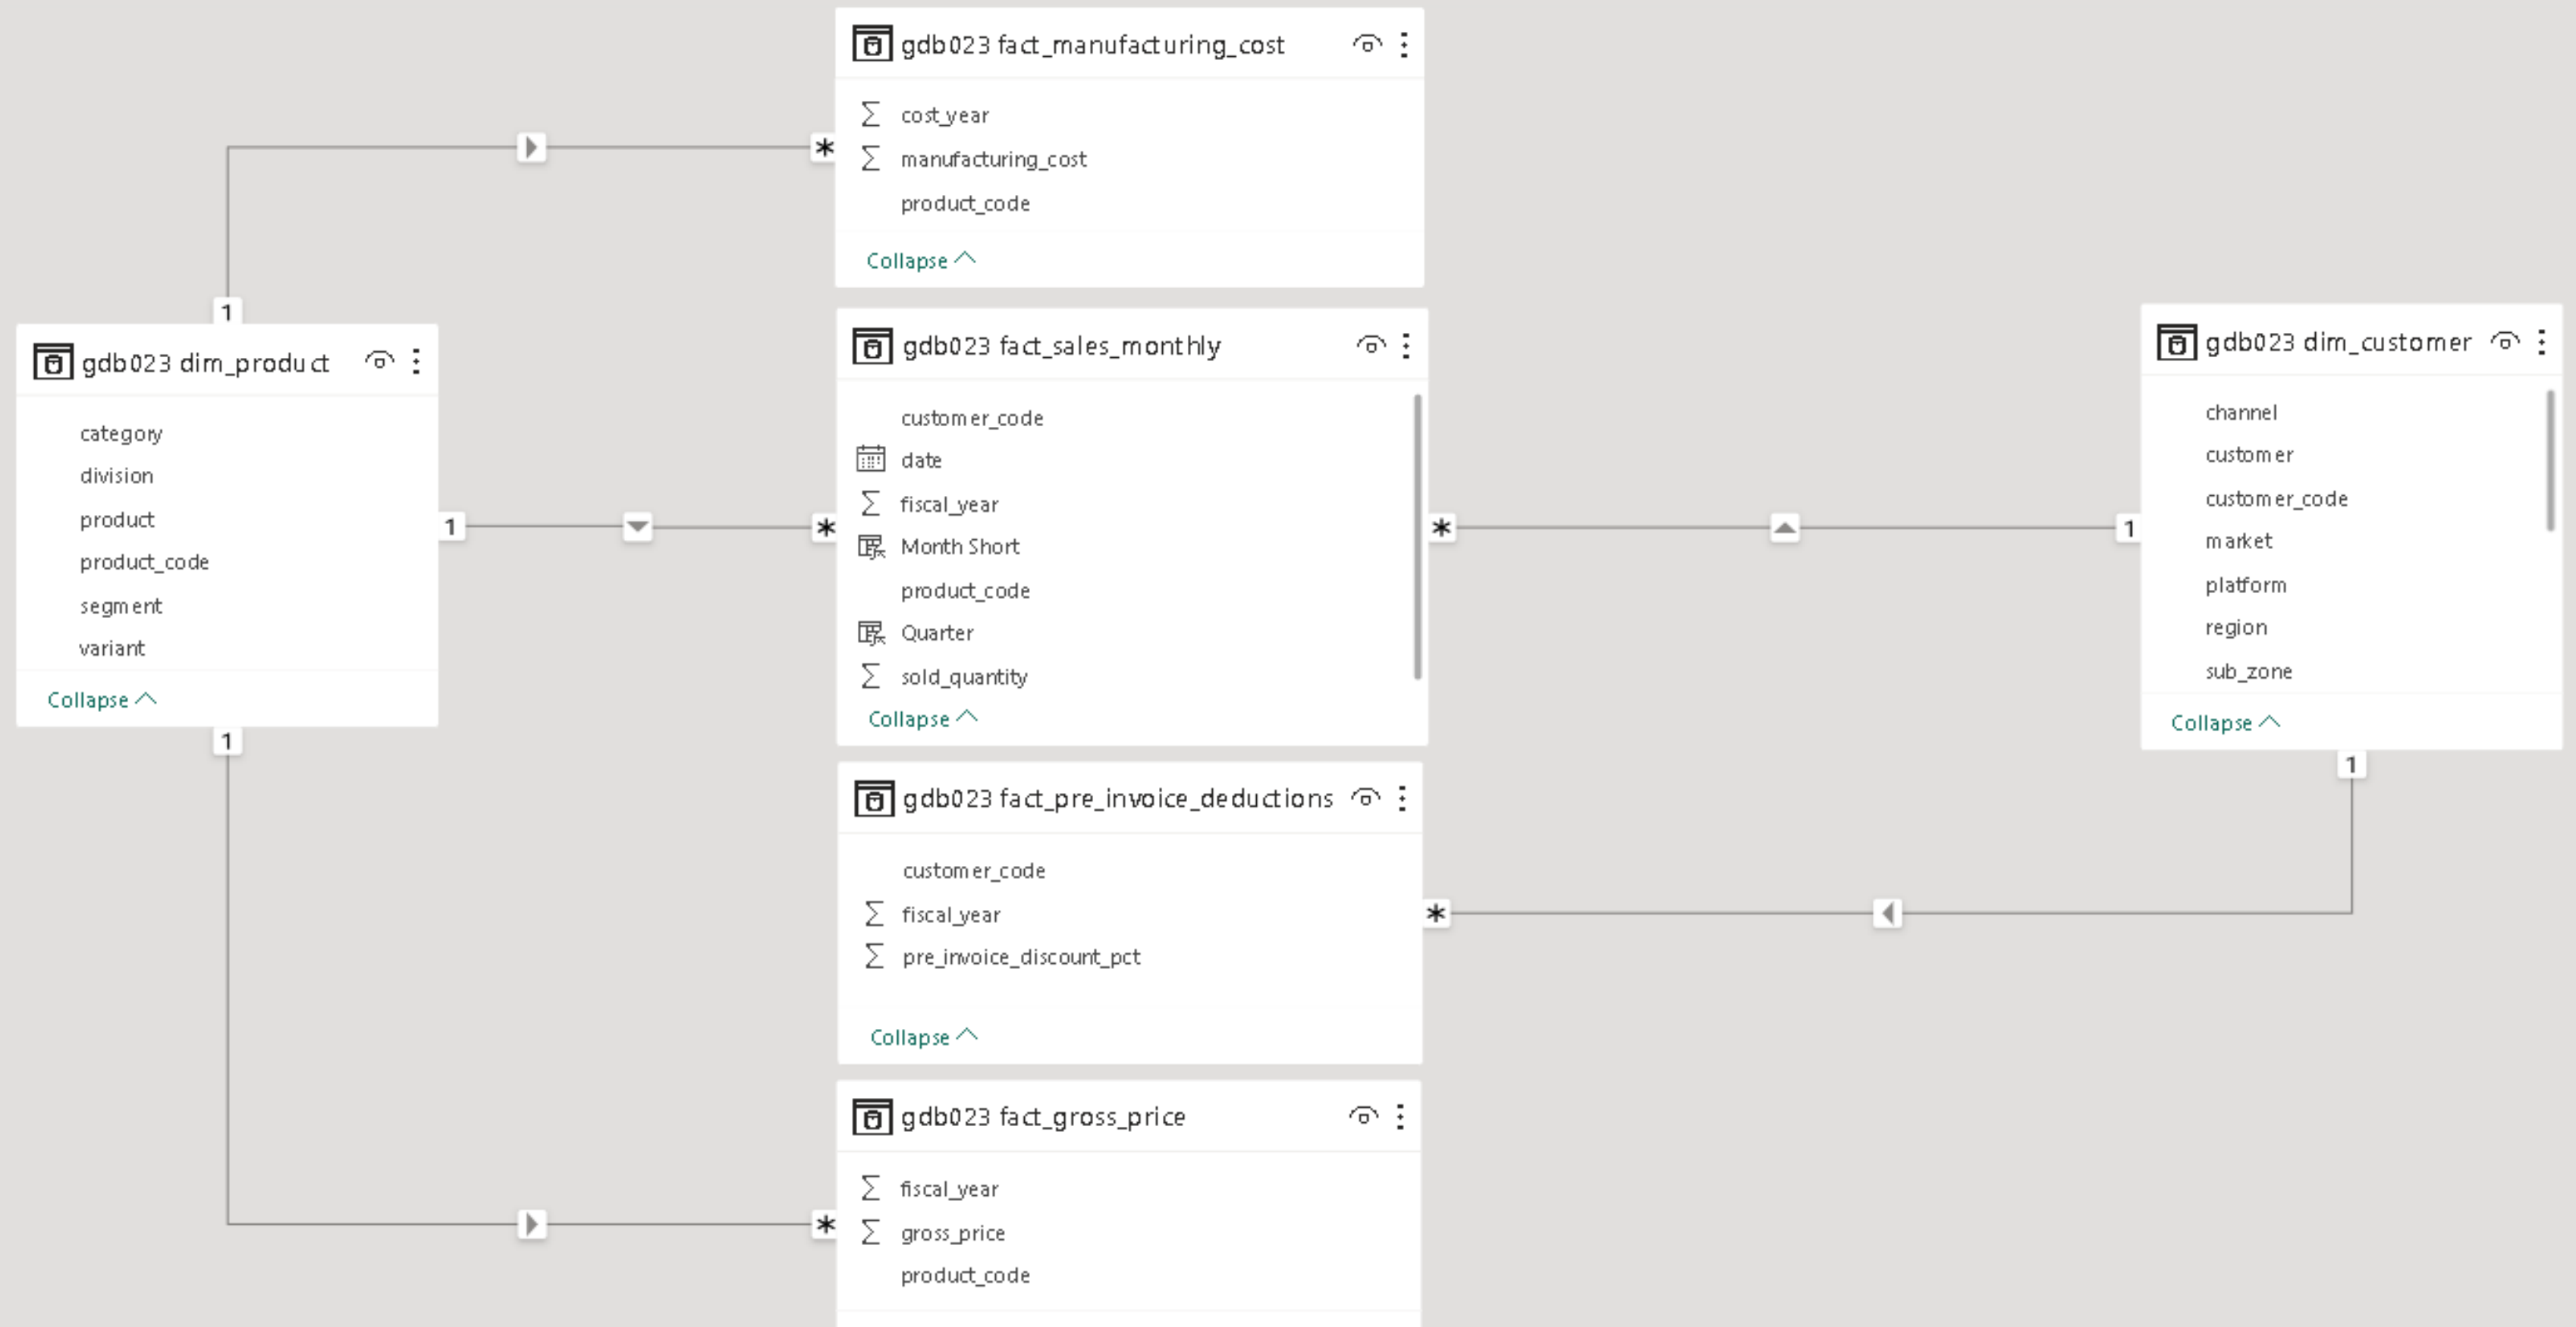 gdb023 fact_manufacturing_cost
cost_year
manufacturing_cost
product_code
Collapse
1
*
gdb023 dim_product
category
division
product
product_code
segment
variant
Collapse
1
*
1
*
gdb023 fact_sales_monthly
customer_code
date
fiscal_year
Month Short
product_code
Quarter
sold_quantity
Collapse
*
1
gdb023 dim_customer
channel
customer
customer_code
market
platform
region
sub_zone
Collapse
1
*
gdb023 fact_pre_invoice_deductions
customer_code
fiscal_year
pre_invoice_discount_pct
Collapse
gdb023 fact_gross_price
fiscal_year
gross_price
product_code